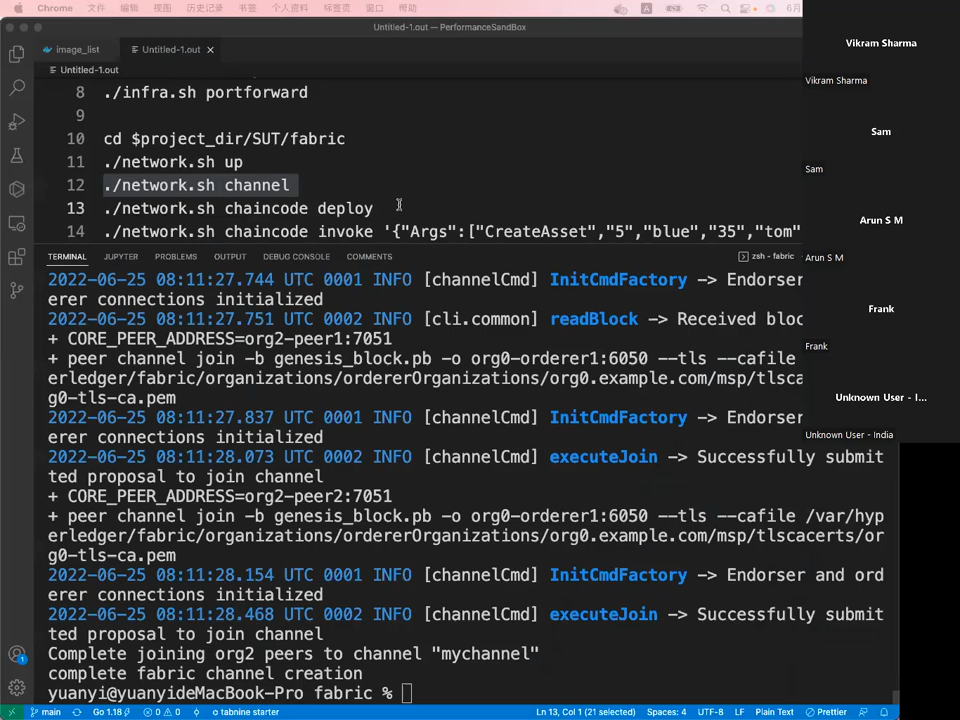 Chrome 文件 编辑 视图 历史记录 书签 个人资料 标签页 窗口 帮助 A 6月
Untitled-1.out — PerformanceSandBox
image_list Untitled-1.out ×
Untitled-1.out
8 ./infra.sh portforward
9
10 cd $project_dir/SUT/fabric
11 ./network.sh up
12 ./network.sh channel
13 ./network.sh chaincode deploy
14 ./network.sh chaincode invoke '{"Args":["CreateAsset","5","blue","35","tom"
TERMINAL JUPYTER PROBLEMS OUTPUT DEBUG CONSOLE COMMENTS zsh - fabric
2022-06-25 08:11:27.744 UTC 0001 INFO [channelCmd] InitCmdFactory -> Endorser
erer connections initialized
2022-06-25 08:11:27.751 UTC 0002 INFO [cli.common] readBlock -> Received bloc
+ CORE_PEER_ADDRESS=org2-peer1:7051
+ peer channel join -b genesis_block.pb -o org0-orderer1:6050 --tls --cafile
erledger/fabric/organizations/ordererOrganizations/org0.example.com/msp/tlsca
g0-tls-ca.pem
2022-06-25 08:11:27.837 UTC 0001 INFO [channelCmd] InitCmdFactory -> Endorser
erer connections initialized
2022-06-25 08:11:28.073 UTC 0002 INFO [channelCmd] executeJoin -> Successfully submit
ted proposal to join channel
+ CORE_PEER_ADDRESS=org2-peer2:7051
+ peer channel join -b genesis_block.pb -o org0-orderer1:6050 --tls --cafile /var/hyp
erledger/fabric/organizations/ordererOrganizations/org0.example.com/msp/tlscacerts/or
g0-tls-ca.pem
2022-06-25 08:11:28.154 UTC 0001 INFO [channelCmd] InitCmdFactory -> Endorser and ord
erer connections initialized
2022-06-25 08:11:28.468 UTC 0002 INFO [channelCmd] executeJoin -> Successfully submit
ted proposal to join channel
Complete joining org2 peers to channel "mychannel"
complete fabric channel creation
yuanyi@yuanyideMacBook-Pro fabric %
main Go 1.18 0 0 tabnine starter Ln 13, Col 1 (21 selected) Spaces: 4 UTF-8 LF Plain Text Prettier
Vikram Sharma
Vikram Sharma
Sam
Sam
Arun S M
Arun S M
Frank
Frank
Unknown User - I...
Unknown User - India